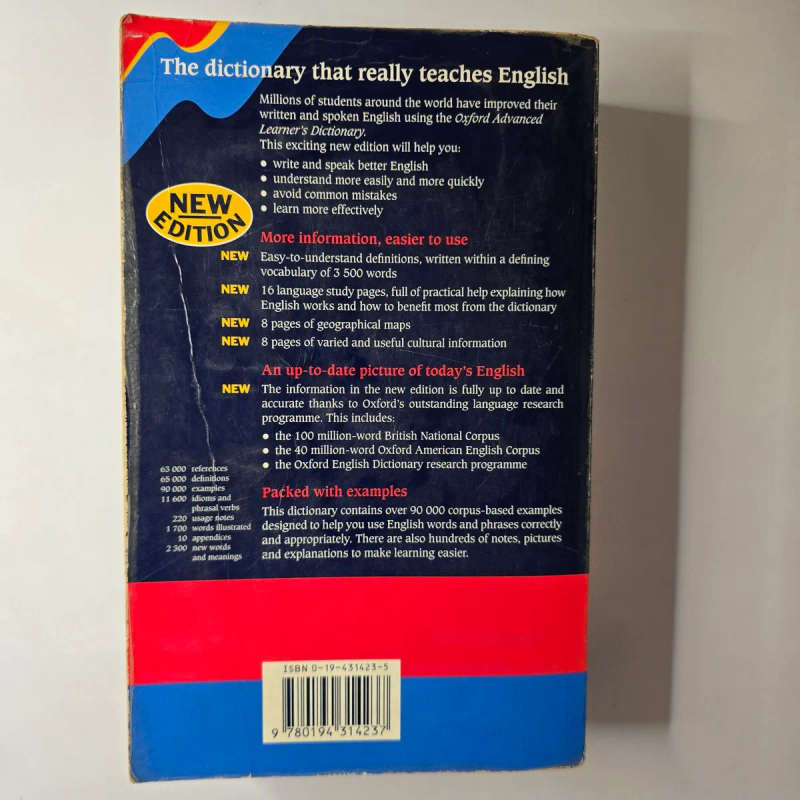 The dictionary that really teaches English
Millions of students around the world have improved their
written and spoken English using the Oxford Advanced
Learner's Dictionary.
This exciting new edition will help you:
• write and speak better English
• understand more easily and more quickly
• avoid common mistakes
• learn more effectively
NEW
EDITION
More information, easier to use
NEW Easy-to-understand definitions, written within a defining
vocabulary of 3 500 words
NEW 16 language study pages, full of practical help explaining how
English works and how to benefit most from the dictionary
NEW 8 pages of geographical maps
NEW 8 pages of varied and useful cultural information
An up-to-date picture of today's English
NEW The information in the new edition is fully up to date and
accurate thanks to Oxford's outstanding language research
programme. This includes:
• the 100 million-word British National Corpus
• the 40 million-word Oxford American English Corpus
• the Oxford English Dictionary research programme
63 000 references
65 000 definitions
90 000 examples
11 600 idioms and
phrasal verbs
220 usage notes
1 700 words illustrated
10 appendices
2 300 new words
and meanings
Packed with examples
This dictionary contains over 90 000 corpus-based examples
designed to help you use English words and phrases correctly
and appropriately. There are also hundreds of notes, pictures
and explanations to make learning easier.
ISBN 0-19-431423-5
9 780194 314237